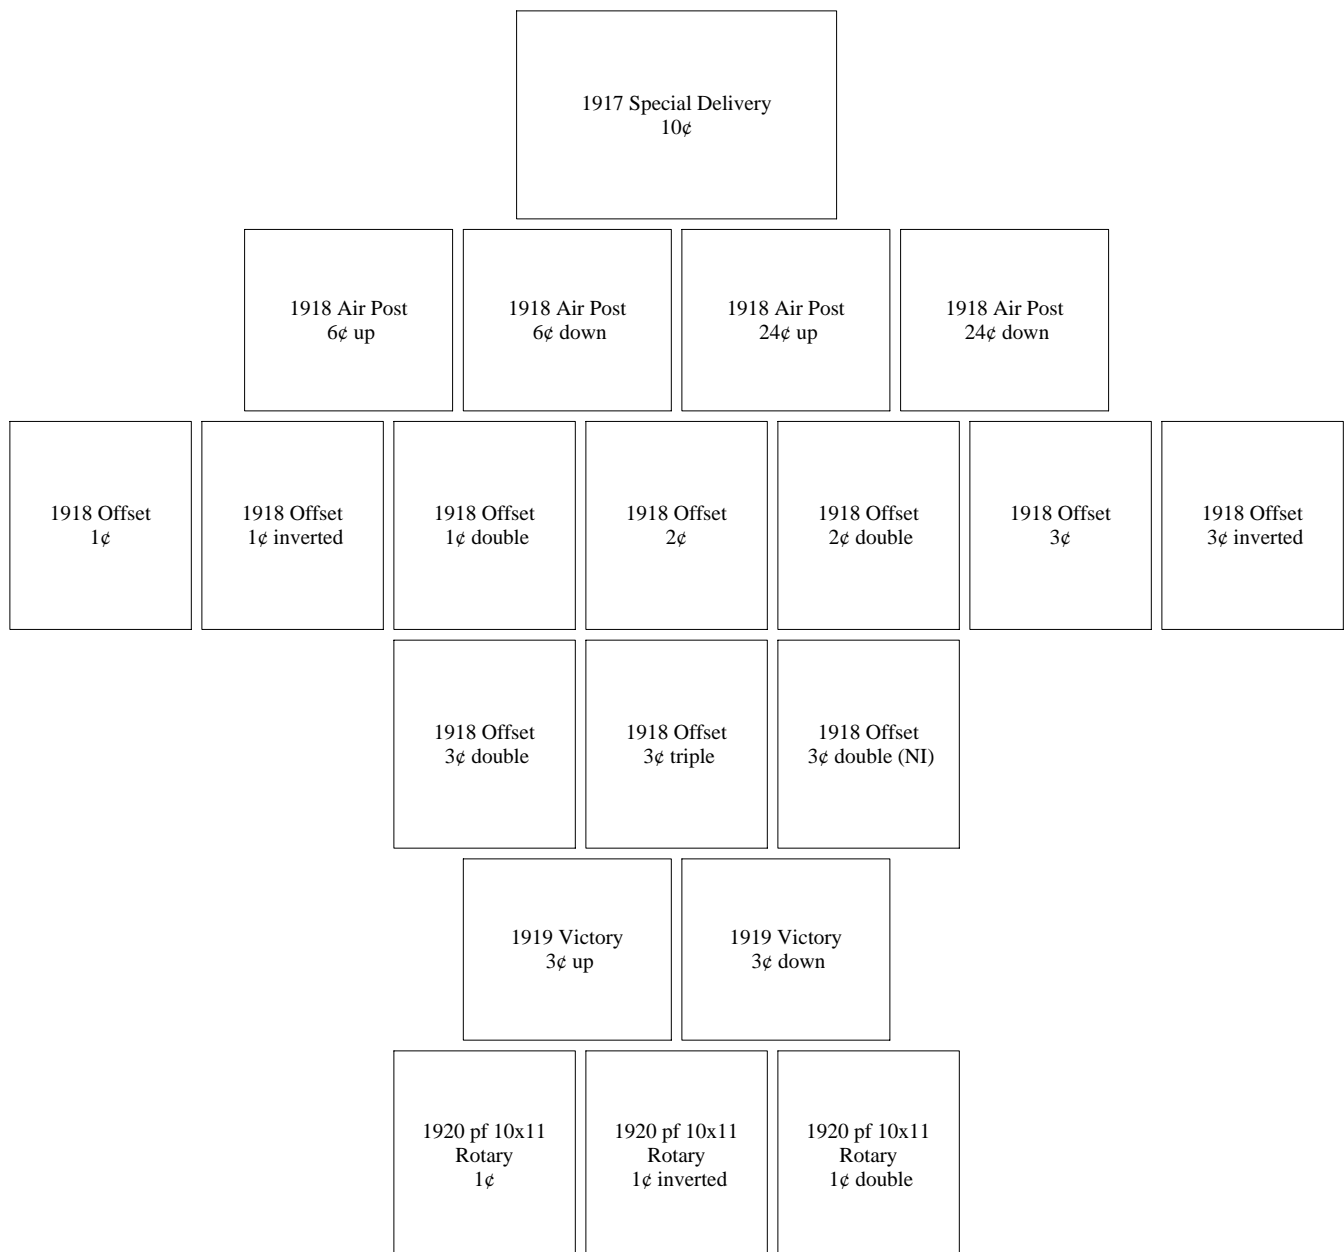 1917 Special Delivery
10¢
1918 Air Post
6¢ up
1918 Air Post
6¢ down
1918 Air Post
24¢ up
1918 Air Post
24¢ down
1918 Offset
1¢
1918 Offset
1¢ inverted
1918 Offset
1¢ double
1918 Offset
2¢
1918 Offset
2¢ double
1918 Offset
3¢
1918 Offset
3¢ inverted
1918 Offset
3¢ double
1918 Offset
3¢ triple
1918 Offset
3¢ double (NI)
1919 Victory
3¢ up
1919 Victory
3¢ down
1920 pf 10x11
Rotary
1¢
1920 pf 10x11
Rotary
1¢ inverted
1920 pf 10x11
Rotary
1¢ double